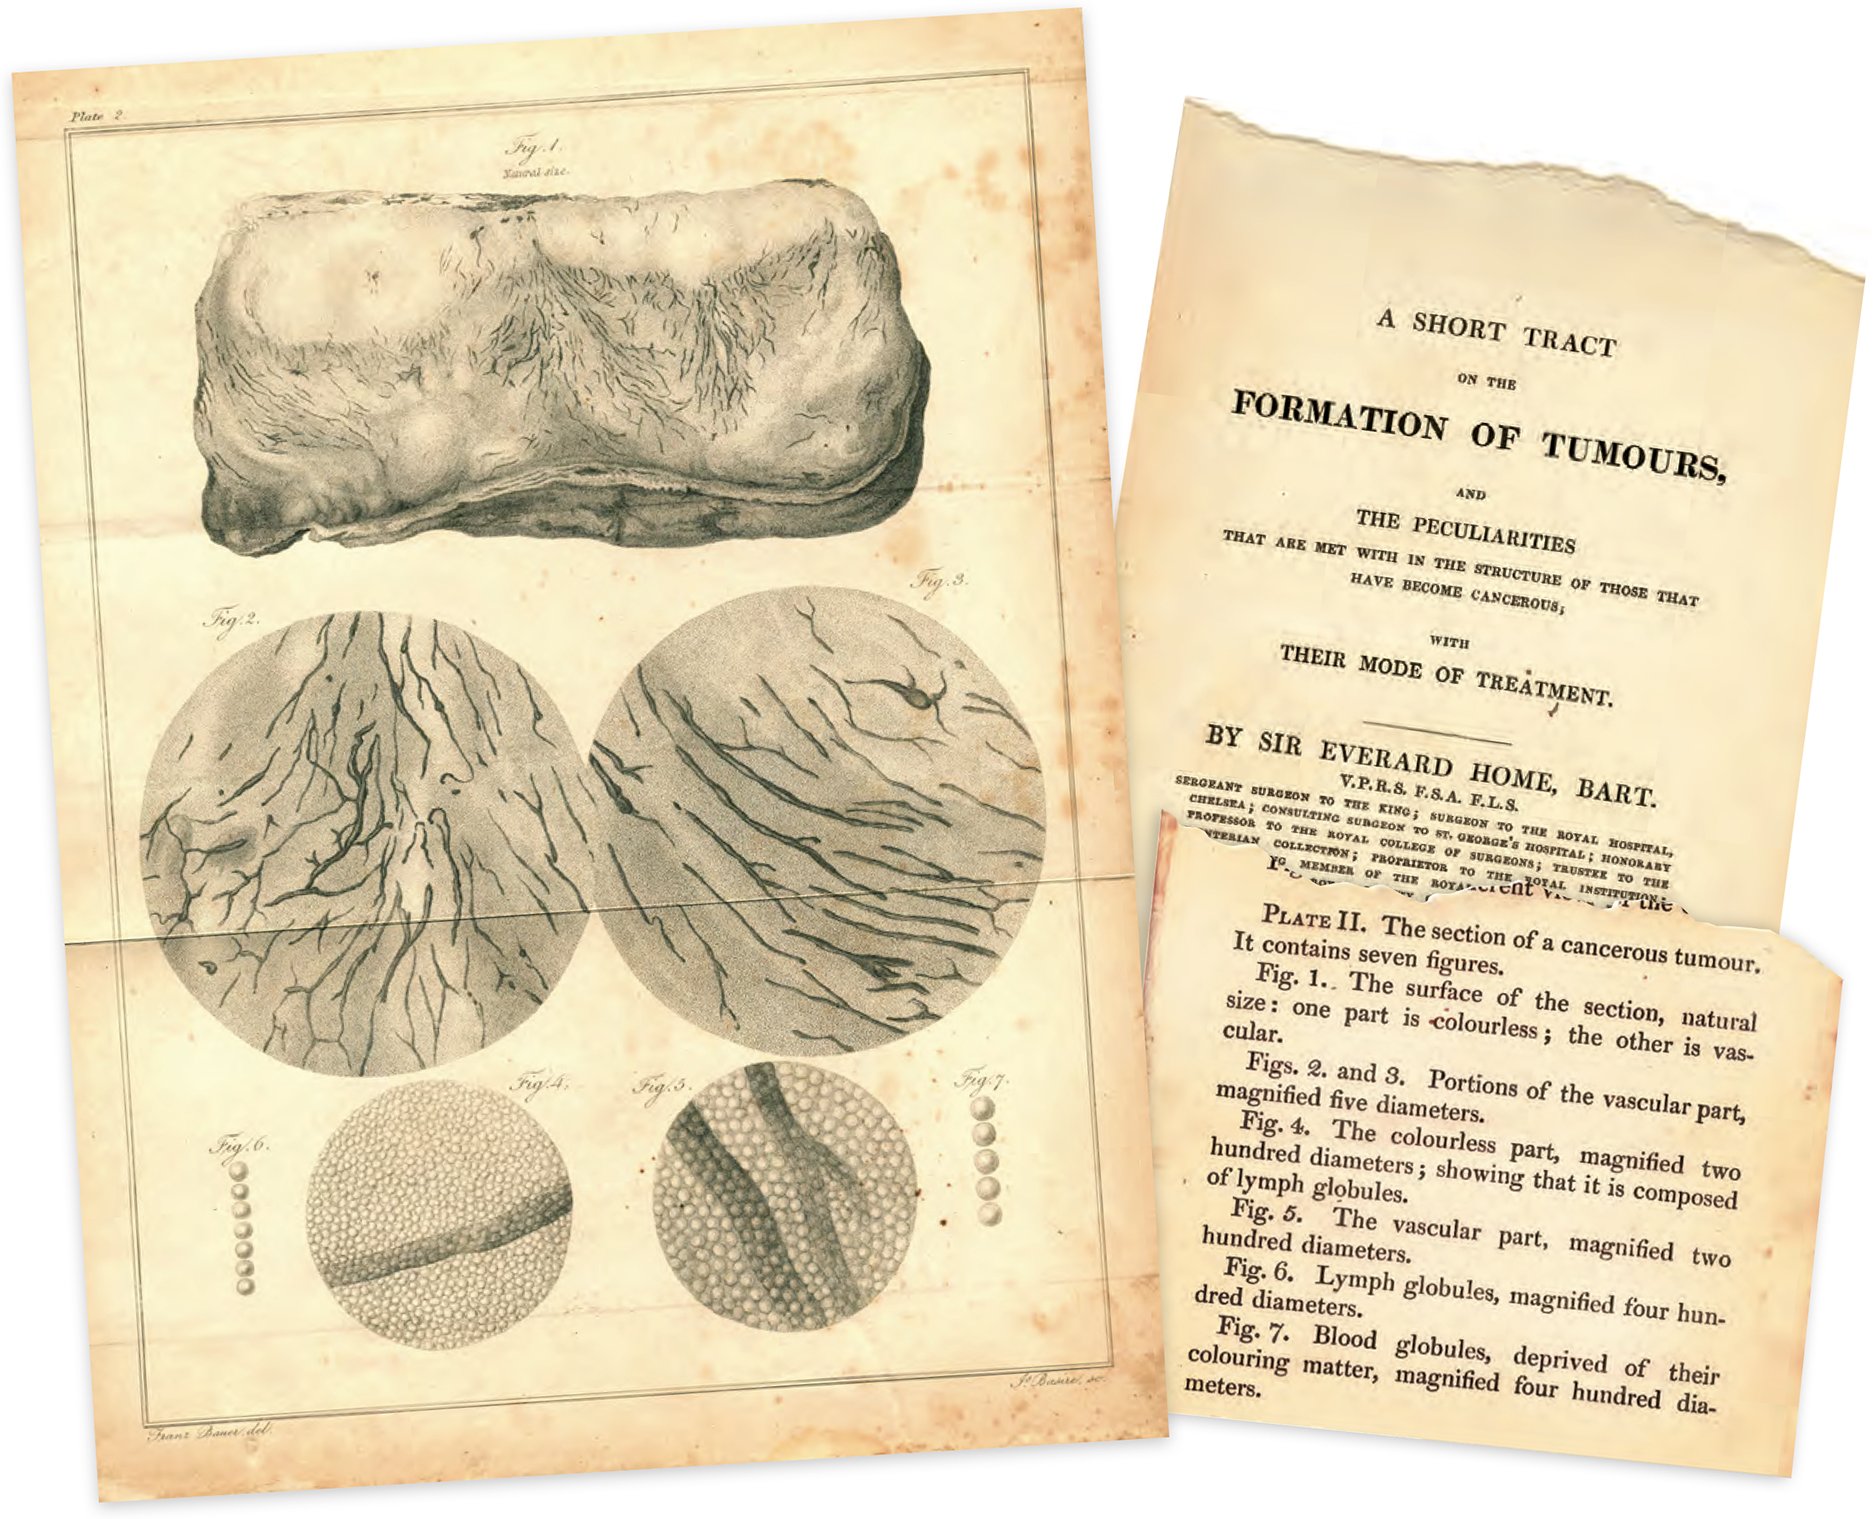 Plate 2.
Fig. 1.
Natural size.
Fig. 2.
Fig. 3.
Fig. 4.
Fig. 5.
Fig. 6.
Fig. 7.
Franz Bauer del.
Js. Basire. sc.
A SHORT TRACT
ON THE
FORMATION OF TUMOURS,
AND
THE PECULIARITIES
THAT ARE MET WITH IN THE STRUCTURE OF THOSE THAT
HAVE BECOME CANCEROUS;
WITH
THEIR MODE OF TREATMENT.
BY SIR EVERARD HOME, BART.
V.P.R.S. F.S.A. F.L.S.
SERGEANT SURGEON TO THE KING; SURGEON TO THE ROYAL HOSPITAL,
CHELSEA; CONSULTING SURGEON TO ST. GEORGE'S HOSPITAL; HONORARY
PROFESSOR TO THE ROYAL COLLEGE OF SURGEONS; TRUSTEE TO THE
NTERIAN COLLECTION; PROPRIETOR TO THE ROYAL INSTITUTION;
MEMBER OF THE
PLATE II. The section of a cancerous tumour.
It contains seven figures.
Fig. 1.. The surface of the section, natural
size: one part is colourless; the other is vas-
cular.
Figs. 2. and 3. Portions of the vascular part,
magnified five diameters.
Fig. 4. The colourless part, magnified two
hundred diameters; showing that it is composed
of lymph globules.
Fig. 5. The vascular part, magnified two
hundred diameters.
Fig. 6. Lymph globules, magnified four hun-
dred diameters.
Fig. 7. Blood globules, deprived of their
colouring matter, magnified four hundred dia-
meters.